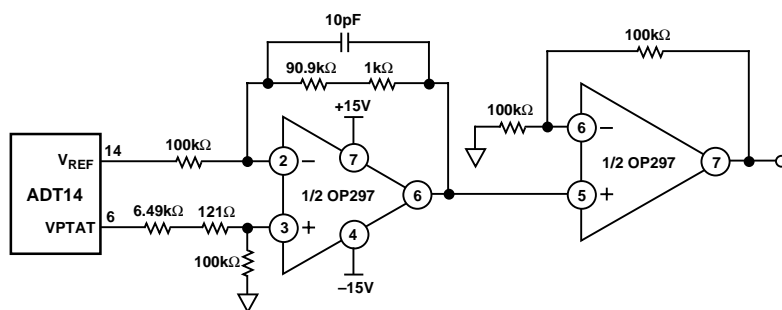 10pF
90.9kΩ 1kΩ
100kΩ
+15V
100kΩ
VREF 14
100kΩ
2 −
7
1/2 OP297
6
6 −
1/2 OP297
7
ADT14
VPTAT 6
6.49kΩ 121Ω
3 +
4
5 +
100kΩ
−15V